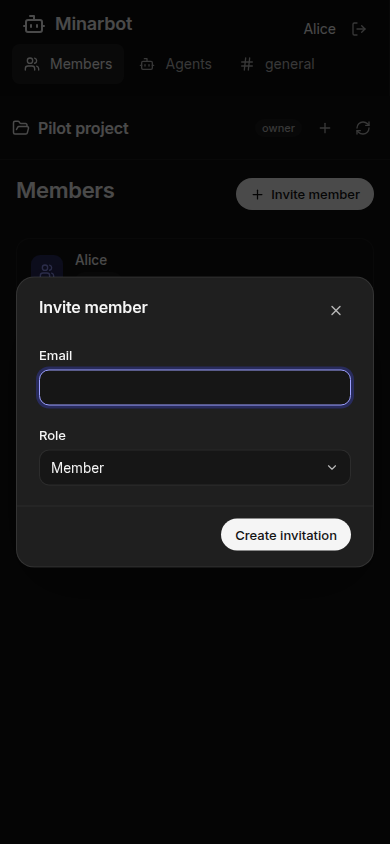 Minarbot
Alice
Members
Agents
general
Pilot project
owner
Members
Invite member
Alice
Invite member
Email
Role
Member
Create invitation